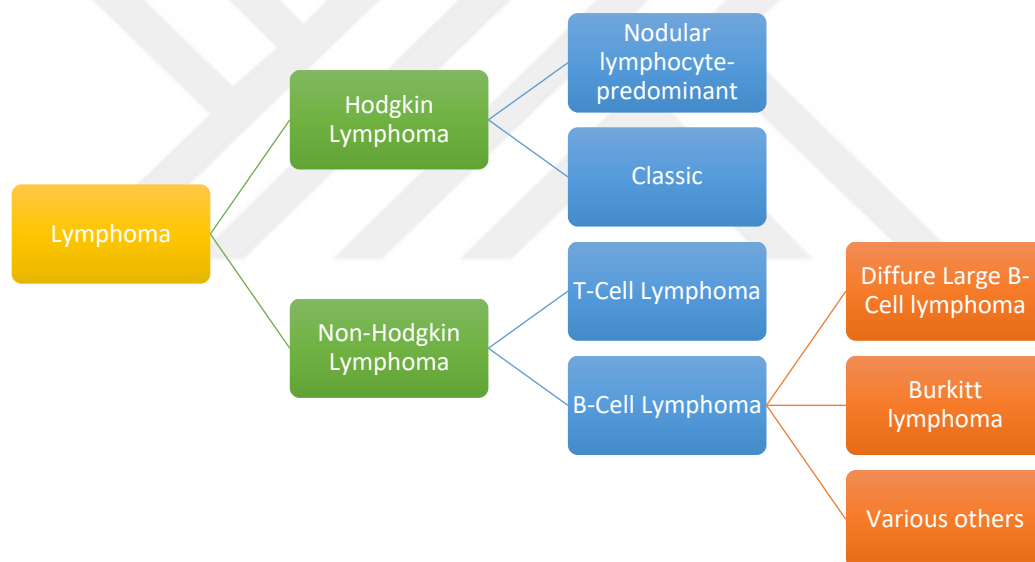 Nodular
lymphocyte-
predominant
Hodgkin
Lymphoma
Classic
Lymphoma
T-Cell Lymphoma
Diffure Large B-
Cell lymphoma
Non-Hodgkin
Lymphoma
B-Cell Lymphoma
Burkitt
lymphoma
Various others